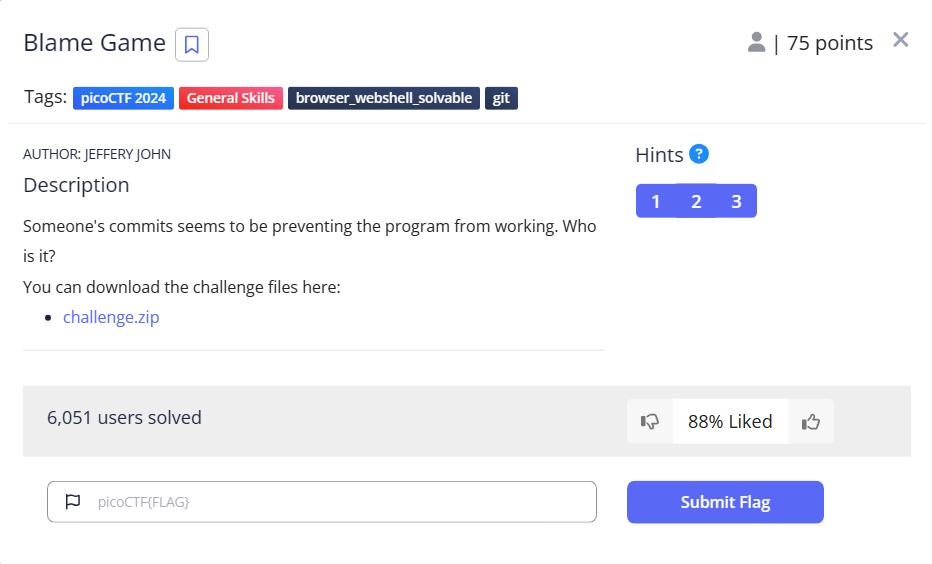 Blame Game
| 75 points
Tags: picoCTF 2024 General Skills browser_webshell_solvable git
AUTHOR: JEFFERY JOHN
Description
Someone's commits seems to be preventing the program from working. Who
is it?
You can download the challenge files here:
challenge.zip
Hints ?
1 2 3
6,051 users solved
88% Liked
picoCTF{FLAG}
Submit Flag